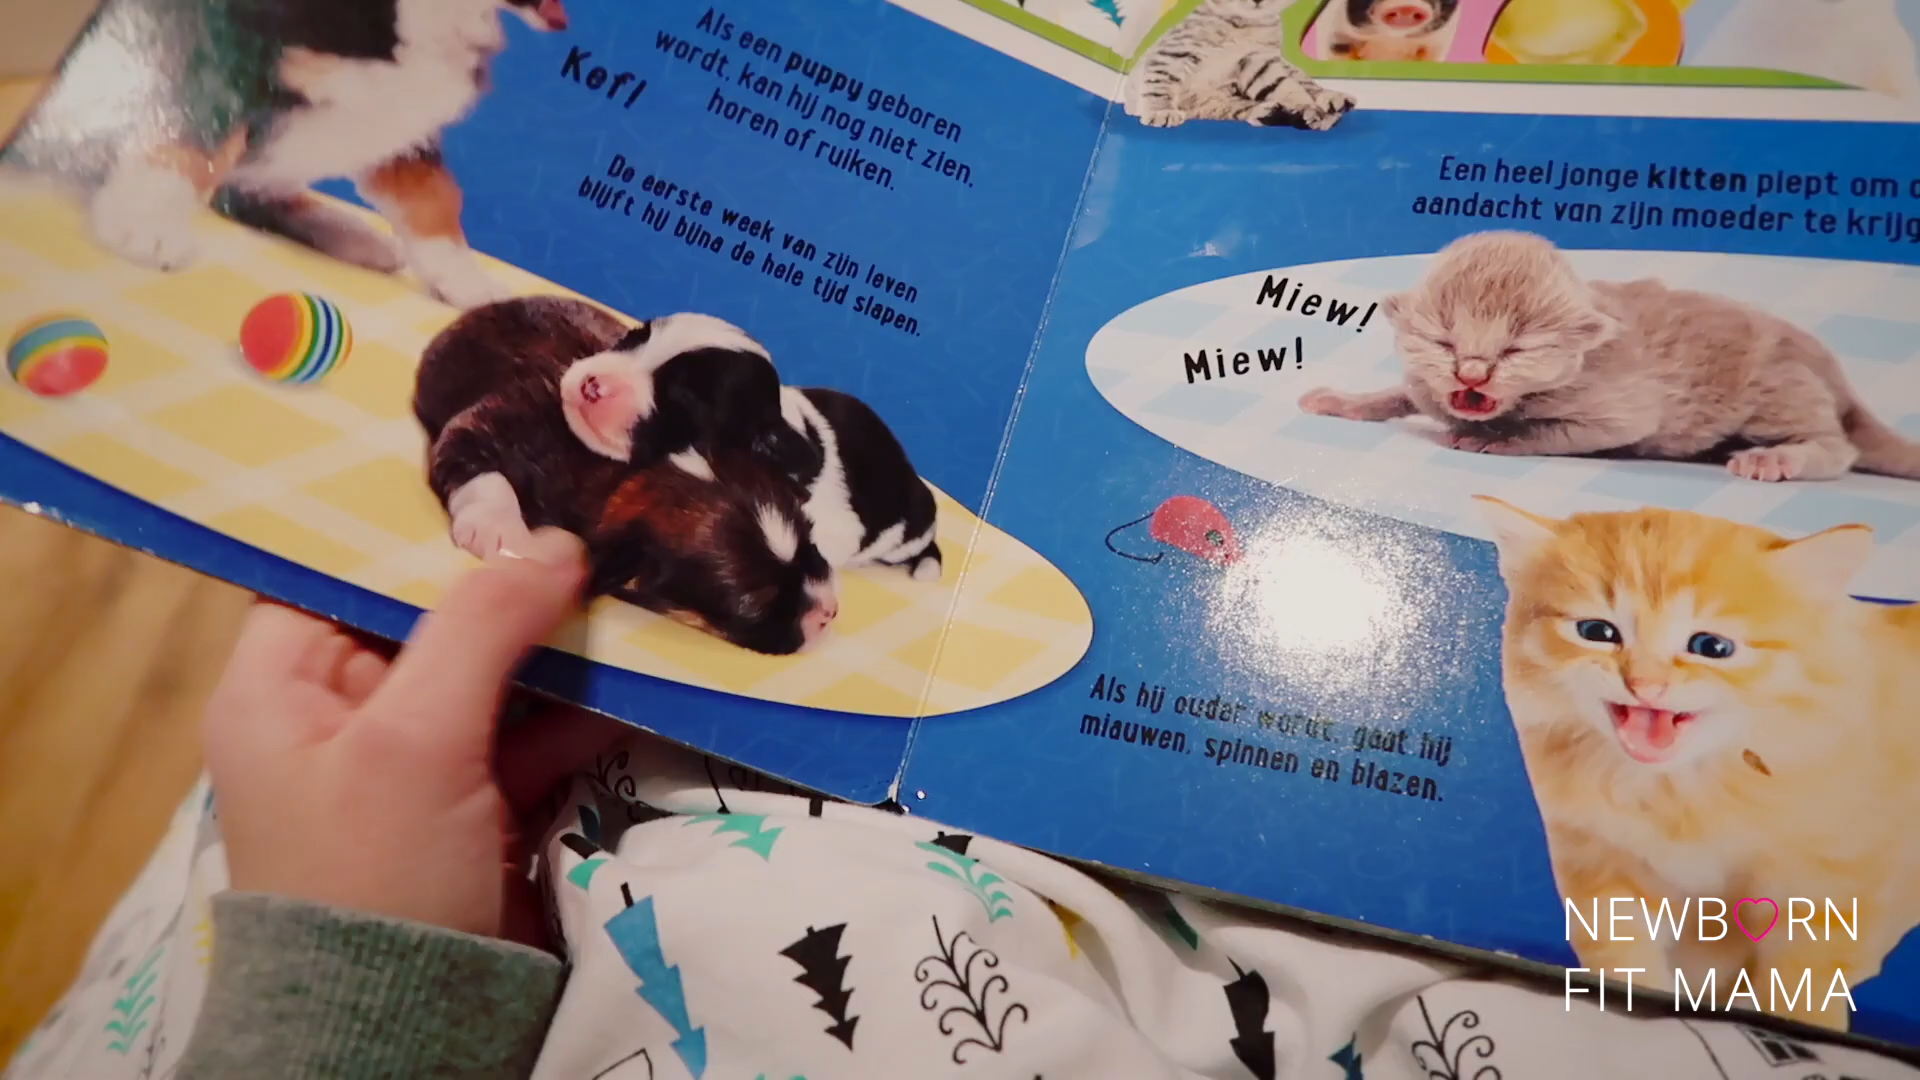 Kef!
Als een puppy geboren
wordt, kan hij nog niet zien,
horen of ruiken.
De eerste week van zijn leven
blijft hij bijna de hele tijd slapen.
Een heel jonge kitten piept om
aandacht van zijn moeder te
Miew!
Miew!
Als hij ouder wordt, gaat hij
miauwen, spinnen en blazen.
NEWBORN
FIT MAMA